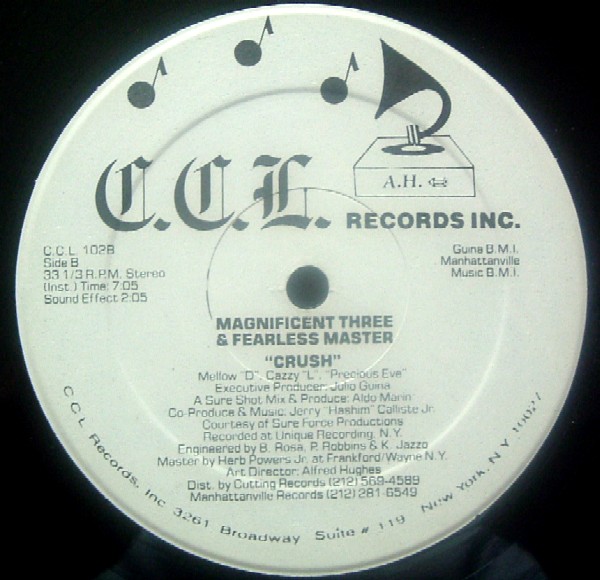 A.H.
C.C.L. RECORDS INC.
C.C.L. 102B
Side B
33 1/3 R.P.M. Stereo
(Inst.) Time: 7:05
Sound Effect 2:05
Guina B.M.I.
Manhattanville
Music B.M.I.
MAGNIFICENT THREE
& FEARLESS MASTER
"CRUSH"
Mellow "D", Cazzy "L", "Precious Eve"
Executive Producer: Julio Guina
A Sure Shot Mix & Produce: Aldo Marin
Co-Produce & Music: Jerry "Hashim" Calliste Jr.
Courtesy of Sure Force Productions
Recorded at Unique Recording, N.Y.
Engineered by B. Rosa, P. Robbins & K. Jazzo
Master by Herb Powers Jr. at Frankford/Wayne N.Y.
Art Director: Alfred Hughes
Dist. by Cutting Records (212) 569-4589
Manhattanville Records (212) 281-6549
C.C.L. Records, Inc. 3261 Broadway Suite # 119 New York, N.Y. 10027